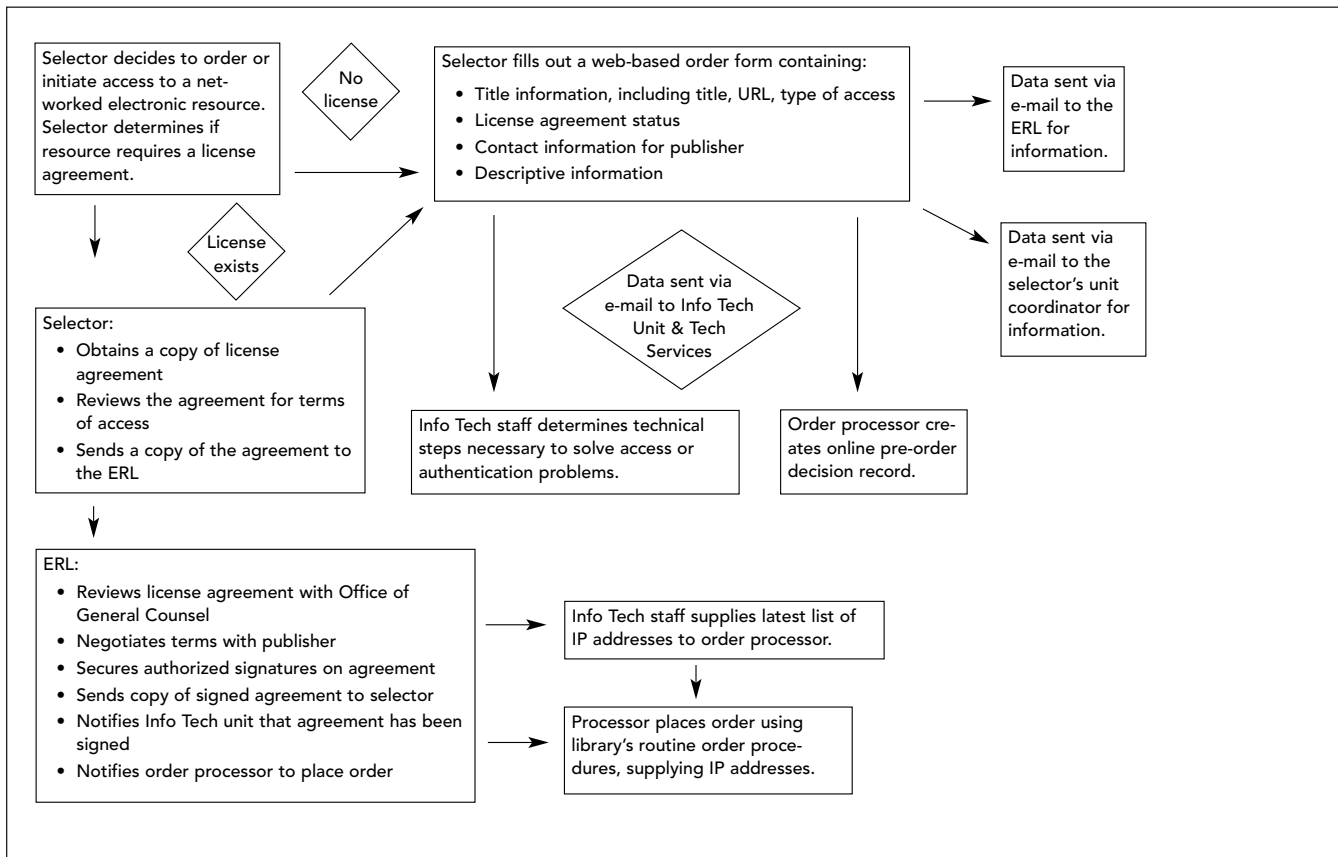 Selector decides to order or
initiate access to a net-
worked electronic resource.
Selector determines if
resource requires a license
agreement.
No
license
Selector fills out a web-based order form containing:
• Title information, including title, URL, type of access
• License agreement status
• Contact information for publisher
• Descriptive information
Data sent via
e-mail to the
ERL for
information.
License
exists
Data sent via
e-mail to Info Tech
Unit & Tech
Services
Data sent via
e-mail to the
selector’s unit
coordinator for
information.
Selector:
• Obtains a copy of license
agreement
• Reviews the agreement for terms
of access
• Sends a copy of the agreement to
the ERL
Info Tech staff determines technical
steps necessary to solve access or
authentication problems.
Order processor cre-
ates online pre-order
decision record.
ERL:
• Reviews license agreement with Office of
General Counsel
• Negotiates terms with publisher
• Secures authorized signatures on agreement
• Sends copy of signed agreement to selector
• Notifies Info Tech unit that agreement has been
signed
• Notifies order processor to place order
Info Tech staff supplies latest list of
IP addresses to order processor.
Processor places order using
library’s routine order proce-
dures, supplying IP addresses.